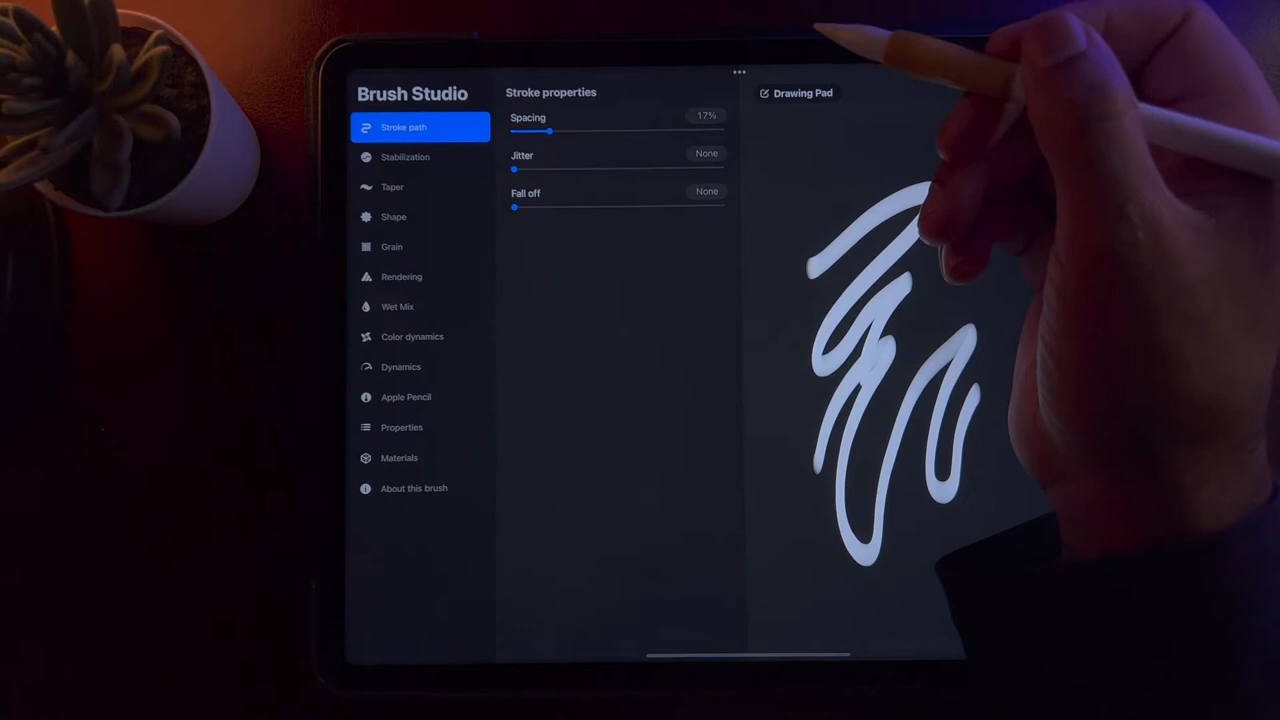 Brush Studio
Stroke path
Stabilization
Taper
Shape
Grain
Rendering
Wet Mix
Color dynamics
Dynamics
Apple Pencil
Properties
Materials
About this brush
Stroke properties
Spacing 17%
Jitter None
Fall off None
Drawing Pad